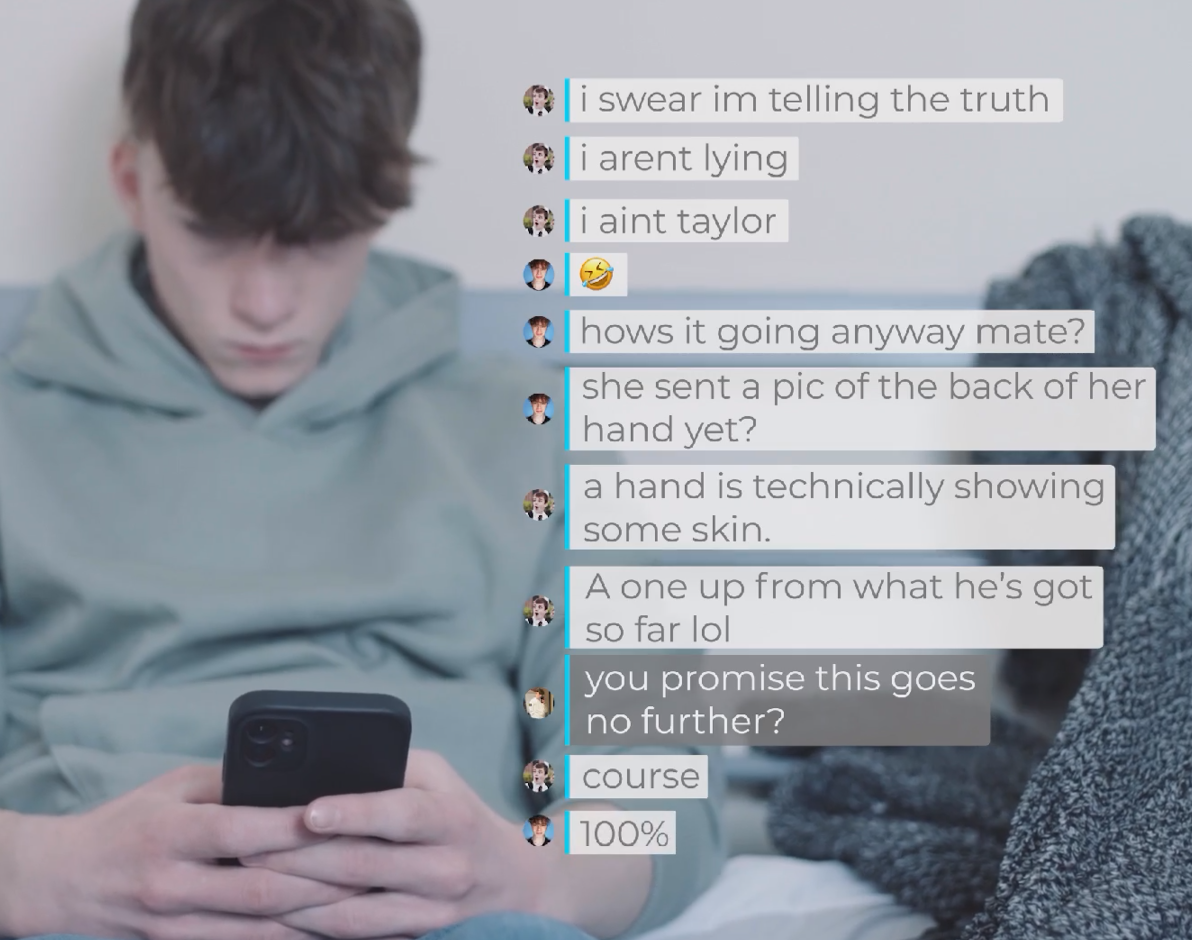 i swear im telling the truth
i arent lying
i aint taylor
🤣
hows it going anyway mate?
she sent a pic of the back of her
hand yet?
a hand is technically showing
some skin.
A one up from what he's got
so far lol
you promise this goes
no further?
course
100%